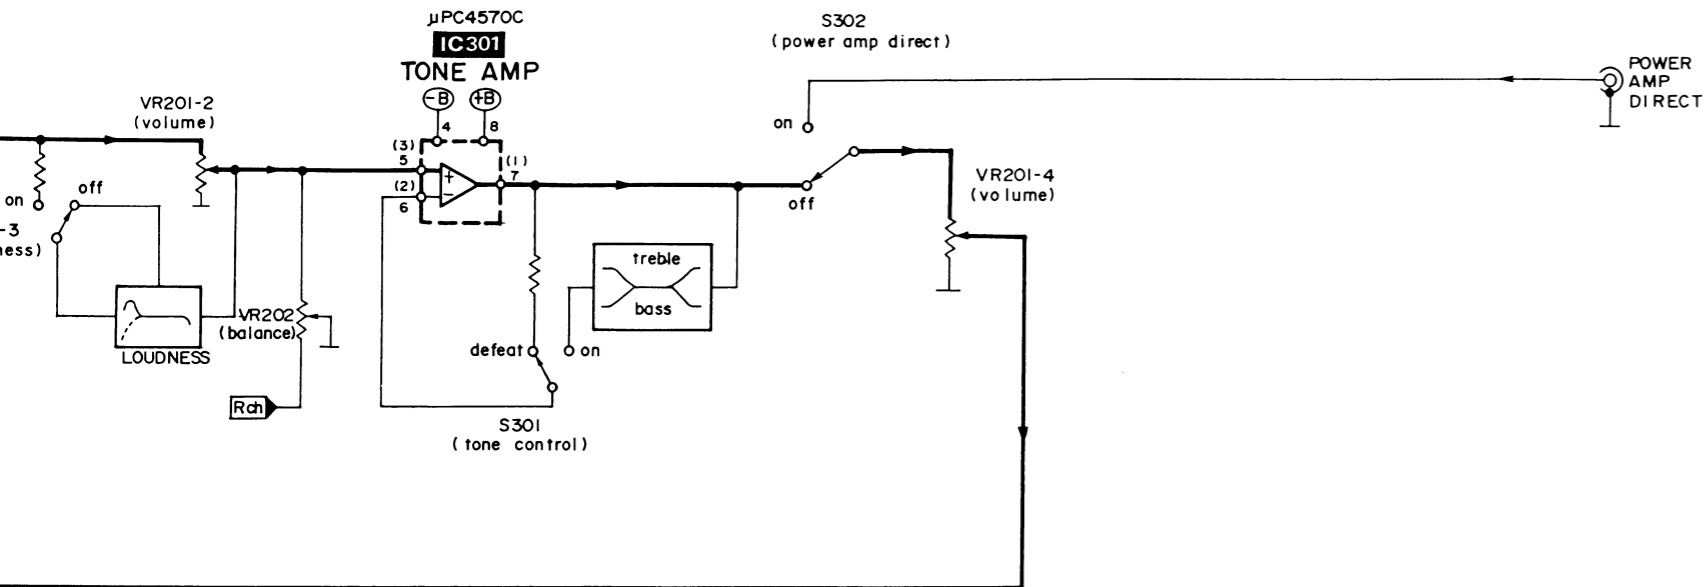 μPC4570C
IC301
TONE AMP
-B
+B
4
8
S302
(power amp direct)
POWER
AMP
DIRECT
VR201-2
(volume)
on
(3)
5
(1)
7
(2)
6
off
on
-3
ness)
off
VR201-4
(volume)
treble
bass
VR202
(balance)
LOUDNESS
defeat
on
Rch
S301
(tone control)
+
-